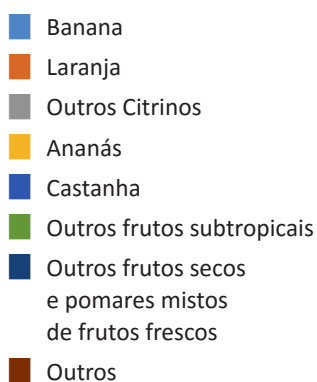 Banana
Laranja
Outros Citrinos
Ananás
Castanha
Outros frutos subtropicais
Outros frutos secos
e pomares mistos
de frutos frescos
Outros